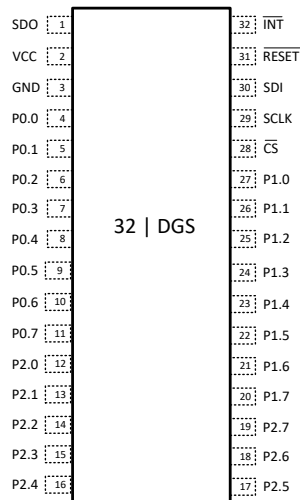 SDO 1 32 I̅N̅T̅
VCC 2 31 R̅E̅S̅E̅T̅
GND 3 30 SDI
P0.0 4 29 SCLK
P0.1 5 28 C̅S̅
P0.2 6 27 P1.0
P0.3 7 26 P1.1
P0.4 8 32 | DGS 25 P1.2
P0.5 9 24 P1.3
P0.6 10 23 P1.4
P0.7 11 22 P1.5
P2.0 12 21 P1.6
P2.1 13 20 P1.7
P2.2 14 19 P2.7
P2.3 15 18 P2.6
P2.4 16 17 P2.5